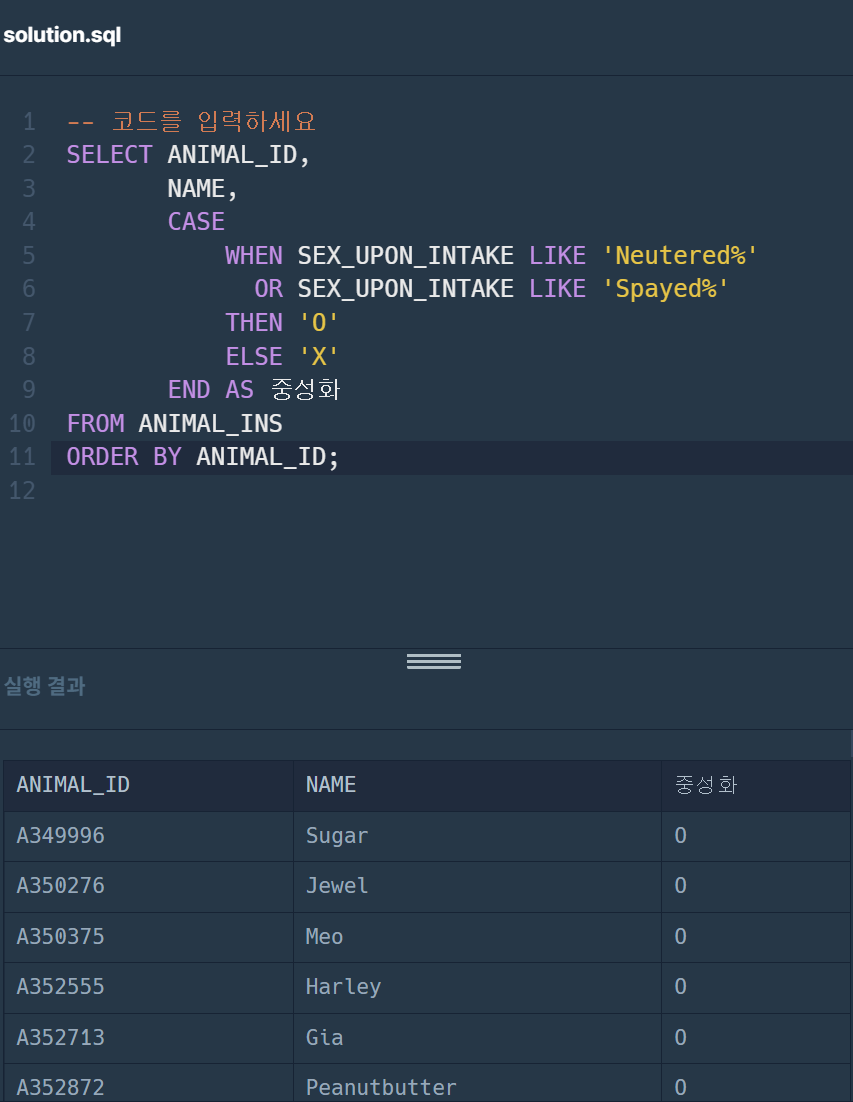 solution.sql
1 -- 코드를 입력하세요
2 SELECT ANIMAL_ID,
3 NAME,
4 CASE
5 WHEN SEX_UPON_INTAKE LIKE 'Neutered%'
6 OR SEX_UPON_INTAKE LIKE 'Spayed%'
7 THEN 'O'
8 ELSE 'X'
9 END AS 중성화
10 FROM ANIMAL_INS
11 ORDER BY ANIMAL_ID;
12
실행 결과
ANIMAL_ID NAME 중성화
A349996 Sugar O
A350276 Jewel O
A350375 Meo O
A352555 Harley O
A352713 Gia O
A352872 Peanutbutter O